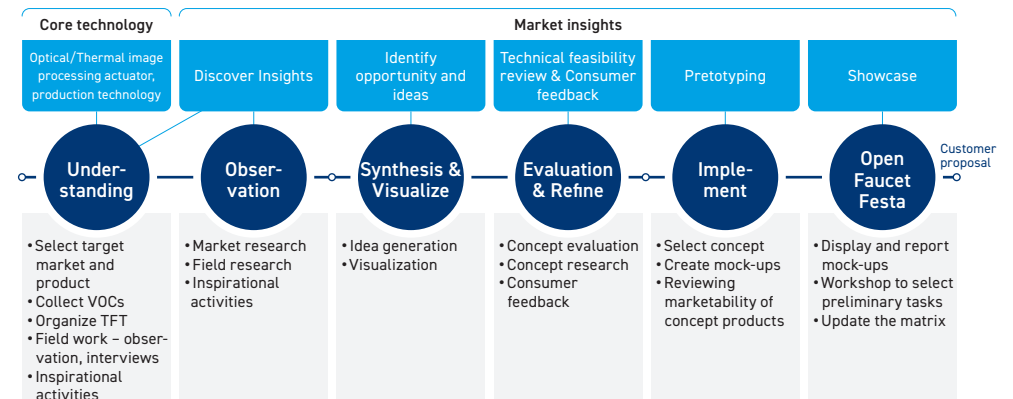 Core technology
Market insights
Optical/Thermal image
processing actuator,
production technology
Discover Insights
Identify
opportunity and
ideas
Technical feasibility
review & Consumer
feedback
Pretotyping
Showcase
Under-
standing
Obser-
vation
Synthesis &
Visualize
Evaluation
& Refine
Imple-
ment
Open
Faucet
Festa
Customer
proposal
• Select target
market and
product
• Collect VOCs
• Organize TFT
• Field work – obser-
vation, interviews
• Inspirational
activities
• Market research
• Field research
• Inspirational
activities
• Idea generation
• Visualization
• Concept evaluation
• Concept research
• Consumer
feedback
• Select concept
• Create mock-ups
• Reviewing
marketability of
concept products
• Display and report
mock-ups
• Workshop to select
preliminary tasks
• Update the matrix